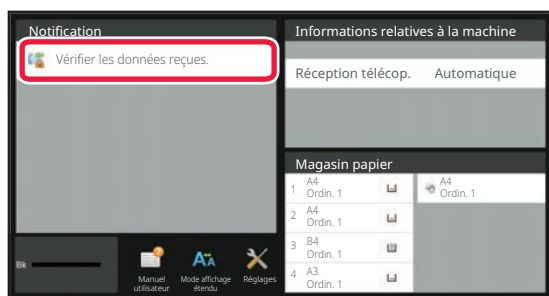 Notification
Vérifier les données reçues.
Informations relatives à la machine
Réception télécop. Automatique
Magasin papier
1 A4
Ordin. 1
2 A4
Ordin. 1
3 B4
Ordin. 1
4 A3
Ordin. 1
A4
Ordin. 1
Bk
Manuel
utilisateur
Mode affichage
étendu
Réglages